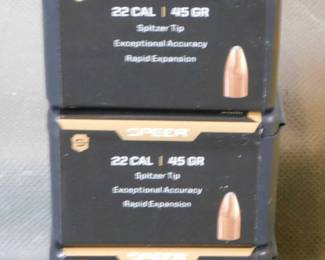 22 CAL | 45 GR
Spitzer Tip
Exceptional Accuracy
Rapid Expansion
SPEER
22 CAL | 45 GR
Spitzer Tip
Exceptional Accuracy
Rapid Expansion
SPEER